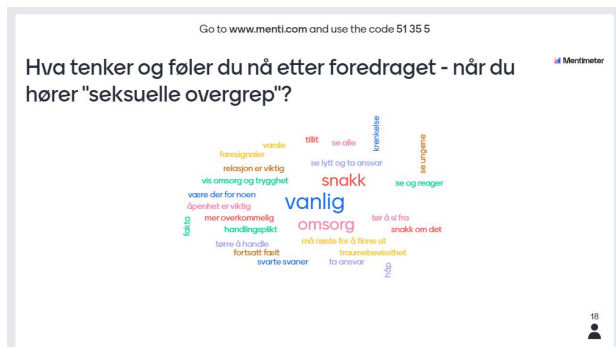 Go to www.menti.com and use the code 51 35 5
Hva tenker og føler du nå etter foredraget - når du
hører "seksuelle overgrep"?
Mentimeter
krenkelse
tillit
se alle
varsle
faresignaler
se ungene
se lytt og ta ansvar
relasjon er viktig
vis omsorg og trygghet
snakk
se og reager
være der for noen
vanlig
åpenhet er viktig
mer overkommelig
omsorg
tør å si fra
fakta
handlingsplikt
snakk om det
tørre å handle
må neste for å finne ut
fortsatt fælt
traumebevissthet
svarte svaner
ta ansvar
håp
18